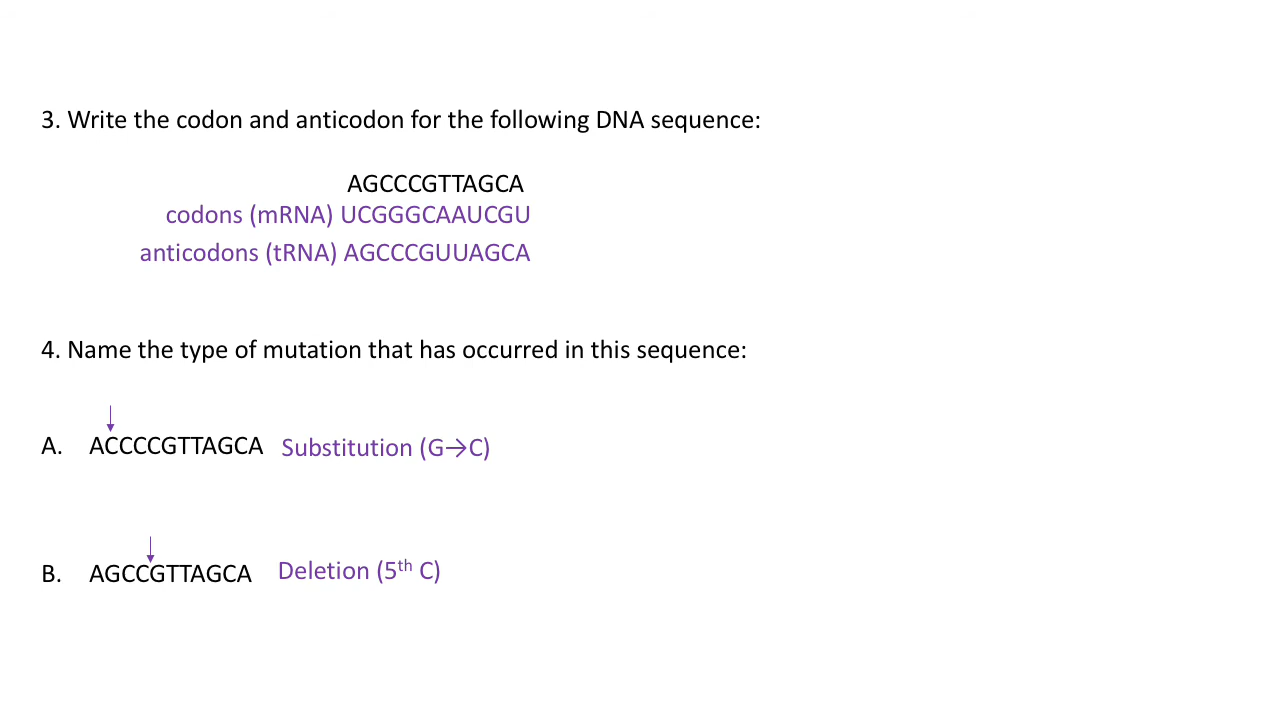 3. Write the codon and anticodon for the following DNA sequence:
AGCCCGTTAGCA
codons (mRNA) UCGGGCAAUCGU
anticodons (tRNA) AGCCCGUUAGCA
4. Name the type of mutation that has occurred in this sequence:
A. ACCCCGTTAGCA Substitution (G→C)
B. AGCCGTTAGCA Deletion (5th C)